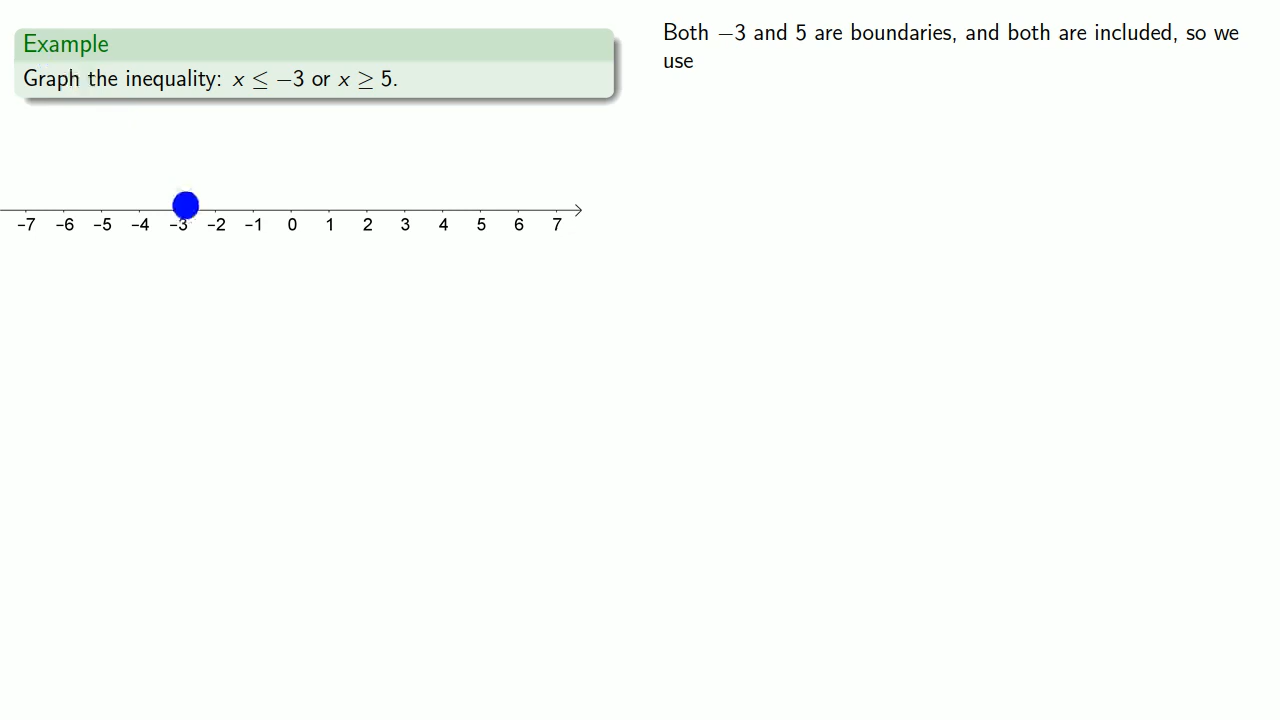 Example
Graph the inequality: x ≤ −3 or x ≥ 5.
Both −3 and 5 are boundaries, and both are included, so we
use
−7 −6 −5 −4 −3 −2 −1 0 1 2 3 4 5 6 7